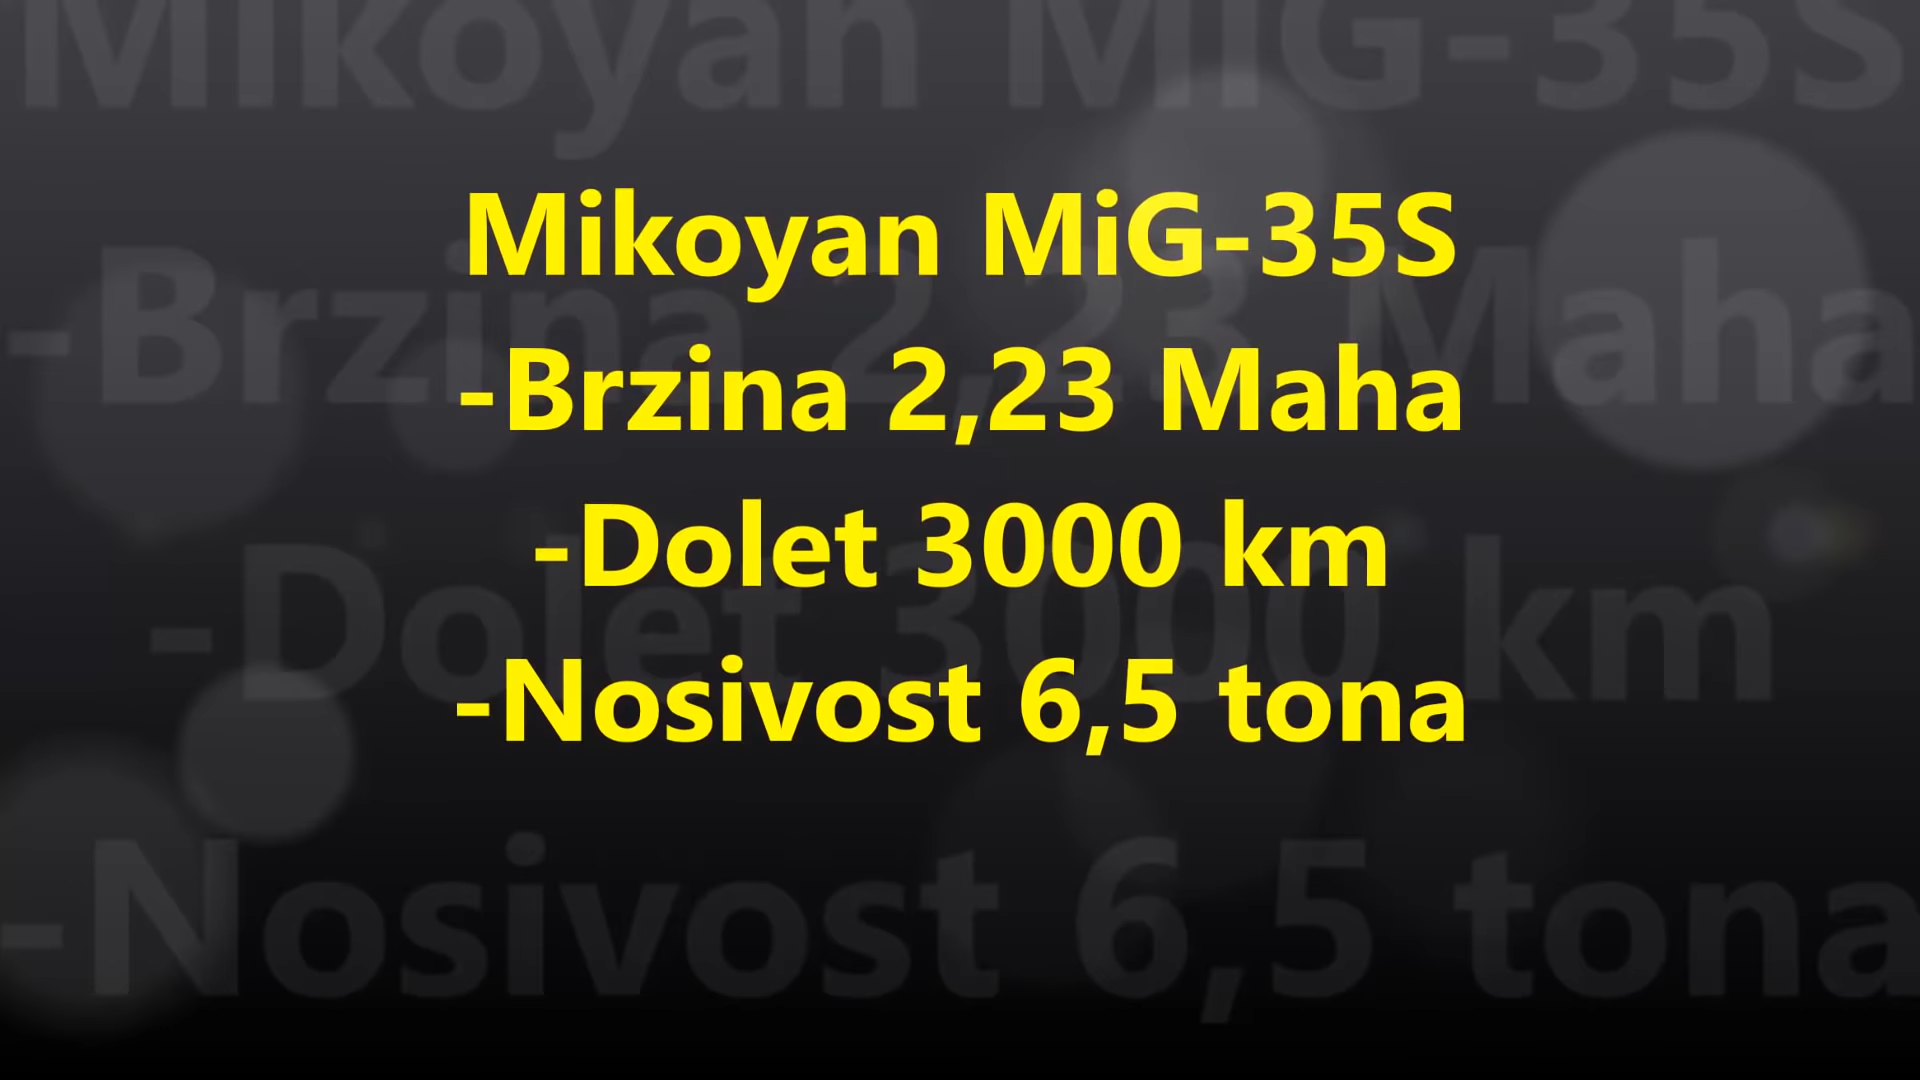 Mikoyan MiG-35S
-Brzina 2,23 Maha
-Dolet 3000 km
-Nosivost 6,5 tona